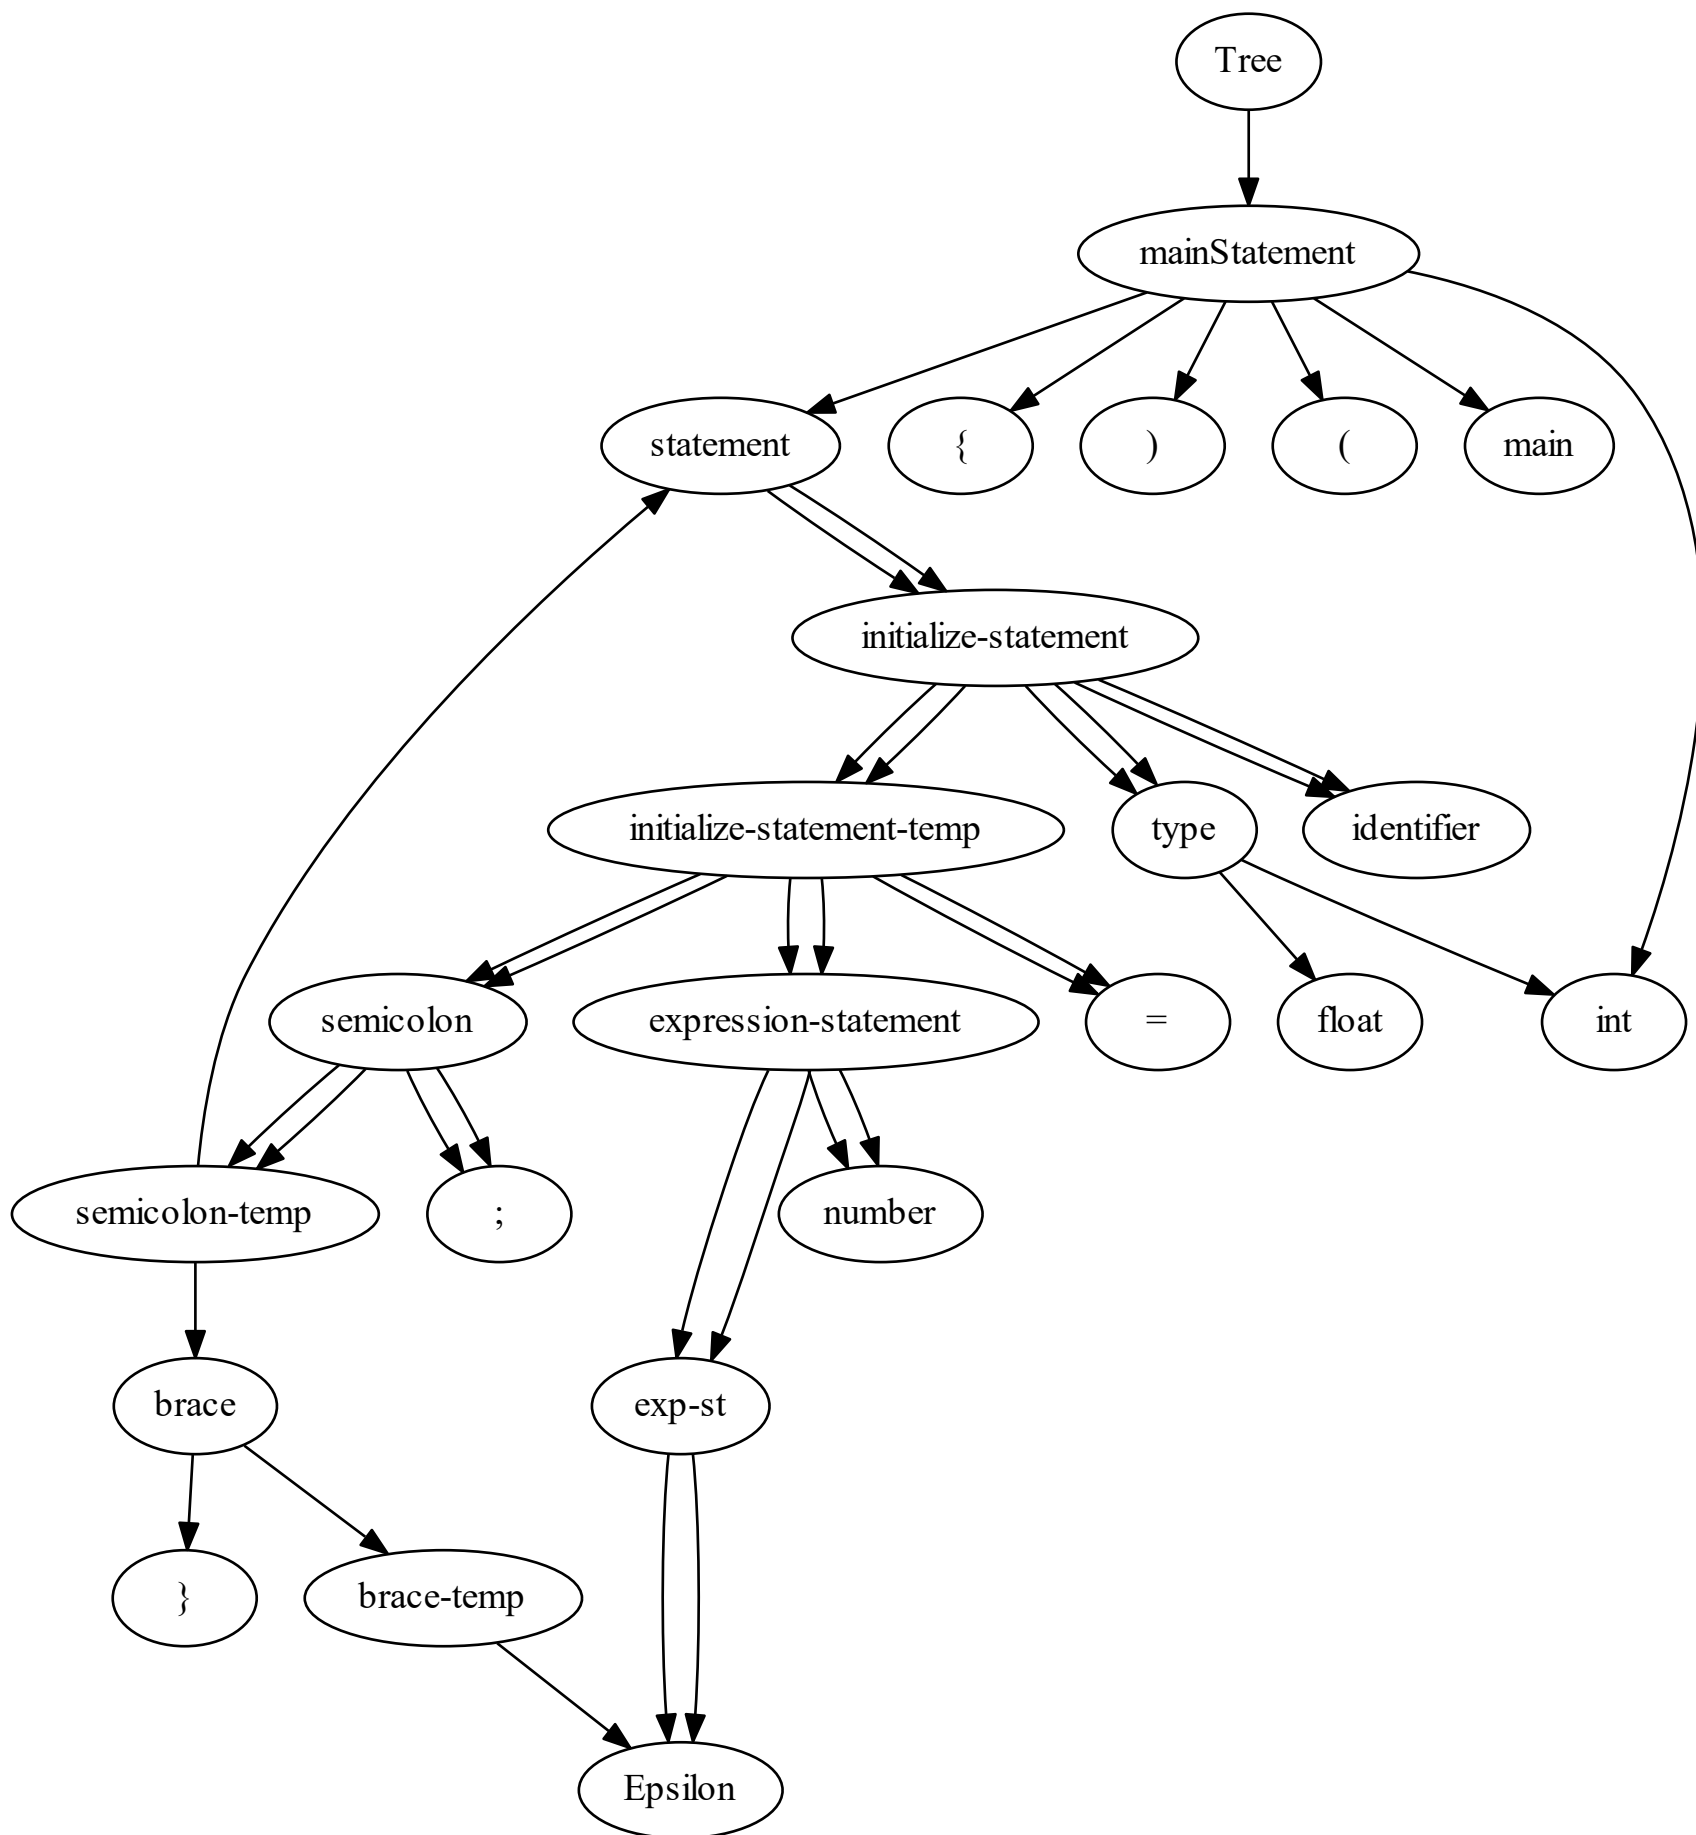 Tree
mainStatement
statement
{
)
(
main
initialize-statement
initialize-statement-temp
type
identifier
semicolon
expression-statement
=
float
int
semicolon-temp
;
number
brace
exp-st
}
brace-temp
Epsilon